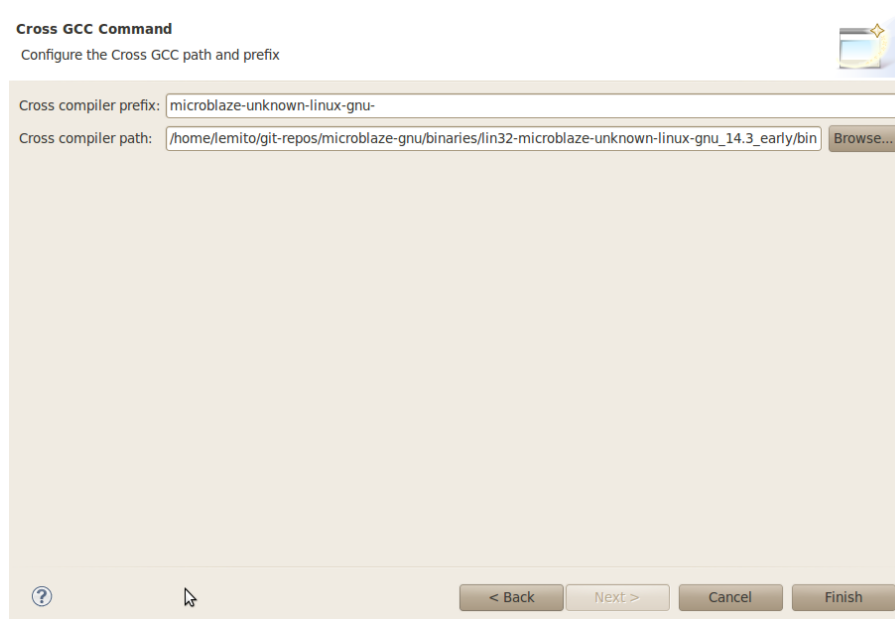 Cross GCC Command
Configure the Cross GCC path and prefix
Cross compiler prefix: microblaze-unknown-linux-gnu-
Cross compiler path: /home/lemito/git-repos/microblaze-gnu/binaries/lin32-microblaze-unknown-linux-gnu_14.3_early/bin Browse...
? < Back Next > Cancel Finish